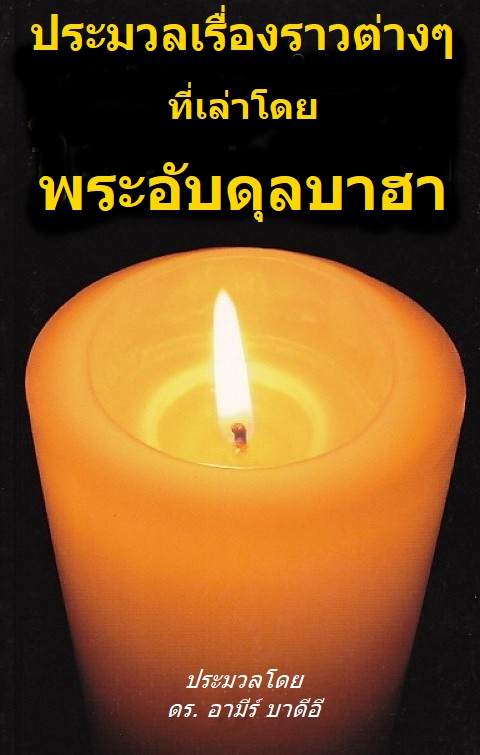 ประมวลเรื่องราวต่างๆ
ที่เล่าโดย
พระอับดุลบาฮา
ประมวลโดย
ดร. อามีร์ บาดีอี